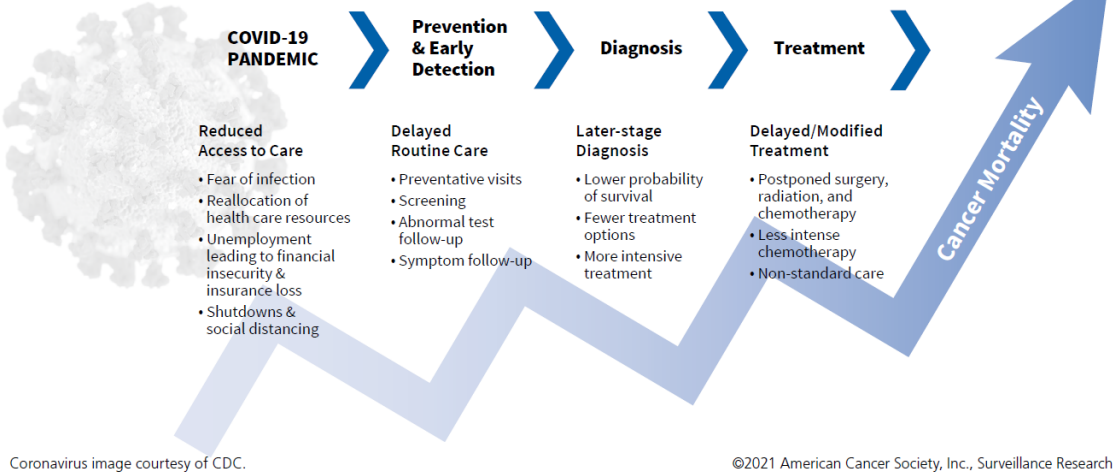 COVID-19
PANDEMIC
Prevention
& Early
Detection
Diagnosis
Treatment
Reduced
Access to Care
• Fear of infection
• Reallocation of
health care resources
• Unemployment
leading to financial
insecurity &
insurance loss
• Shutdowns &
social distancing
Delayed
Routine Care
• Preventative visits
• Screening
• Abnormal test
follow-up
• Symptom follow-up
Later-stage
Diagnosis
• Lower probability
of survival
• Fewer treatment
options
• More intensive
treatment
Delayed/Modified
Treatment
• Postponed surgery,
radiation, and
chemotherapy
• Less intense
chemotherapy
• Non-standard care
Cancer Mortality
Coronavirus image courtesy of CDC.
©2021 American Cancer Society, Inc., Surveillance Research